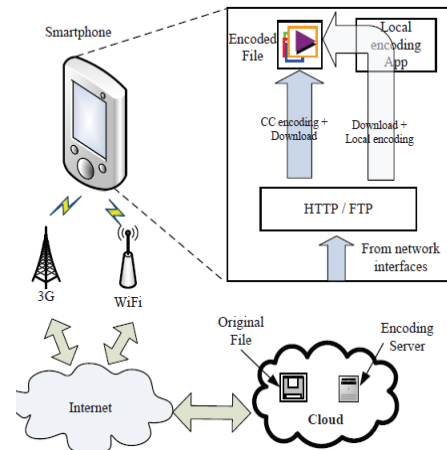 Smartphone
Encoded
File
Local
encoding App
CC encoding +
Download
Download +
Local encoding
HTTP / FTP
From network
interfaces
3G
WiFi
Original
File
Encoding
Server
Internet
Cloud